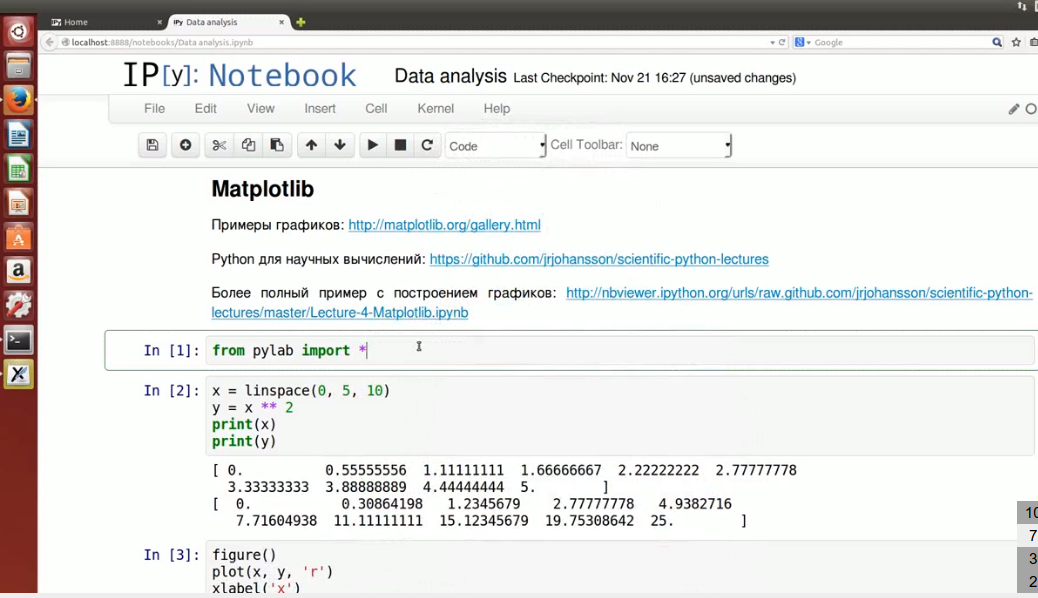 IPy Home
IPy Data analysis
localhost:8888/notebooks/Data analysis.ipynb
Google
IP[y]: Notebook Data analysis Last Checkpoint: Nov 21 16:27 (unsaved changes)
File Edit View Insert Cell Kernel Help
Code Cell Toolbar: None
Matplotlib
Примеры графиков: http://matplotlib.org/gallery.html
Python для научных вычислений: https://github.com/jrjohansson/scientific-python-lectures
Более полный пример с построением графиков: http://nbviewer.ipython.org/urls/raw.github.com/jrjohansson/scientific-python-
lectures/master/Lecture-4-Matplotlib.ipynb
In [1]: from pylab import *
In [2]: x = linspace(0, 5, 10)
y = x ** 2
print(x)
print(y)
[ 0. 0.55555556 1.11111111 1.66666667 2.22222222 2.77777778
3.33333333 3.88888889 4.44444444 5. ]
[ 0. 0.30864198 1.2345679 2.77777778 4.9382716
7.71604938 11.11111111 15.12345679 19.75308642 25. ]
In [3]: figure()
plot(x, y, 'r')
xlabel('x')
10
7
3
2